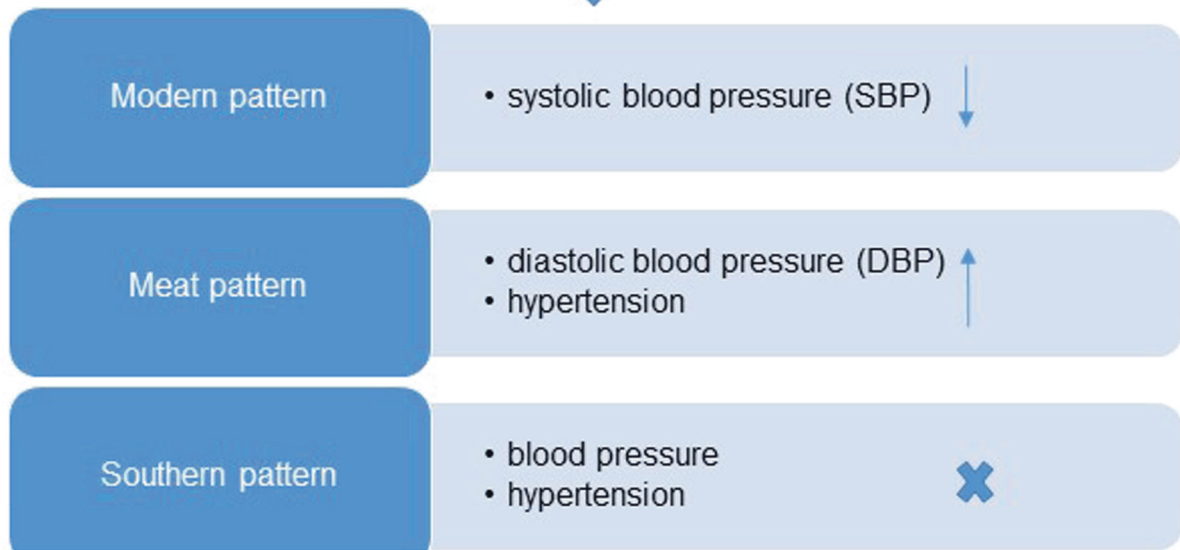 Modern pattern
• systolic blood pressure (SBP)
Meat pattern
• diastolic blood pressure (DBP)
• hypertension
Southern pattern
• blood pressure
• hypertension